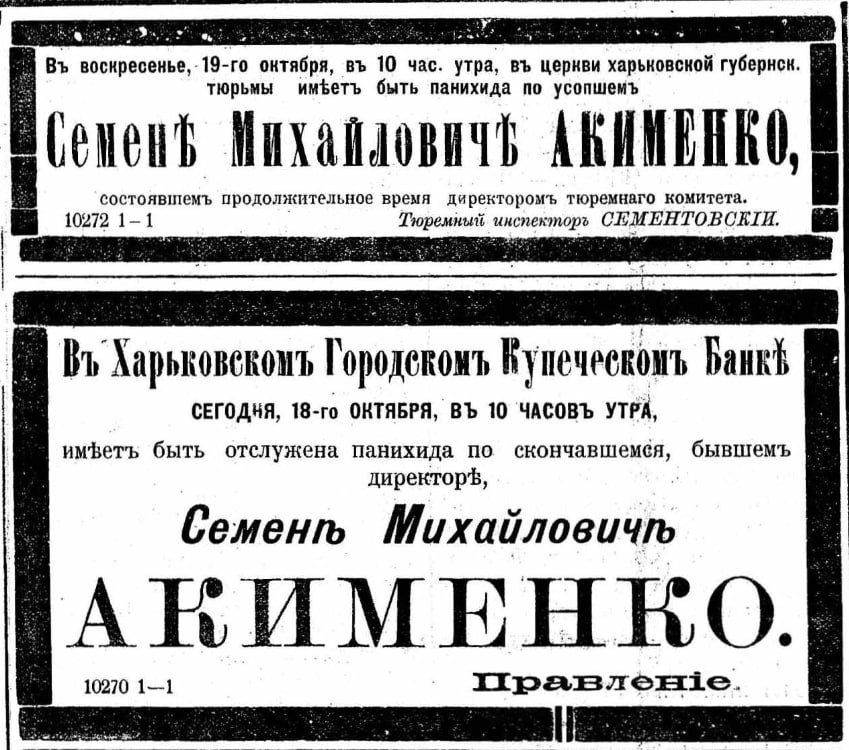 Въ воскресенье, 19-го октября, въ 10 час. утра, въ церкви харьковской губернск.
тюрьмы имѣетъ быть панихида по усопшемъ
Семенѣ Михайловичѣ АКИМЕНКО,
состоявшемъ продолжительное время директоромъ тюремнаго комитета.
10272 1-1 Тюремный инспекторъ СЕМЕНТОВСКІЙ.
Въ Харьковскомъ Городскомъ Купеческомъ Банкѣ
СЕГОДНЯ, 18-го ОКТЯБРЯ, ВЪ 10 ЧАСОВЪ УТРА,
имѣетъ быть отслужена панихида по скончавшемся, бывшемъ
директорѣ,
Семенѣ Михайловичѣ
АКИМЕНКО.
10270 1—1 Правленіе.